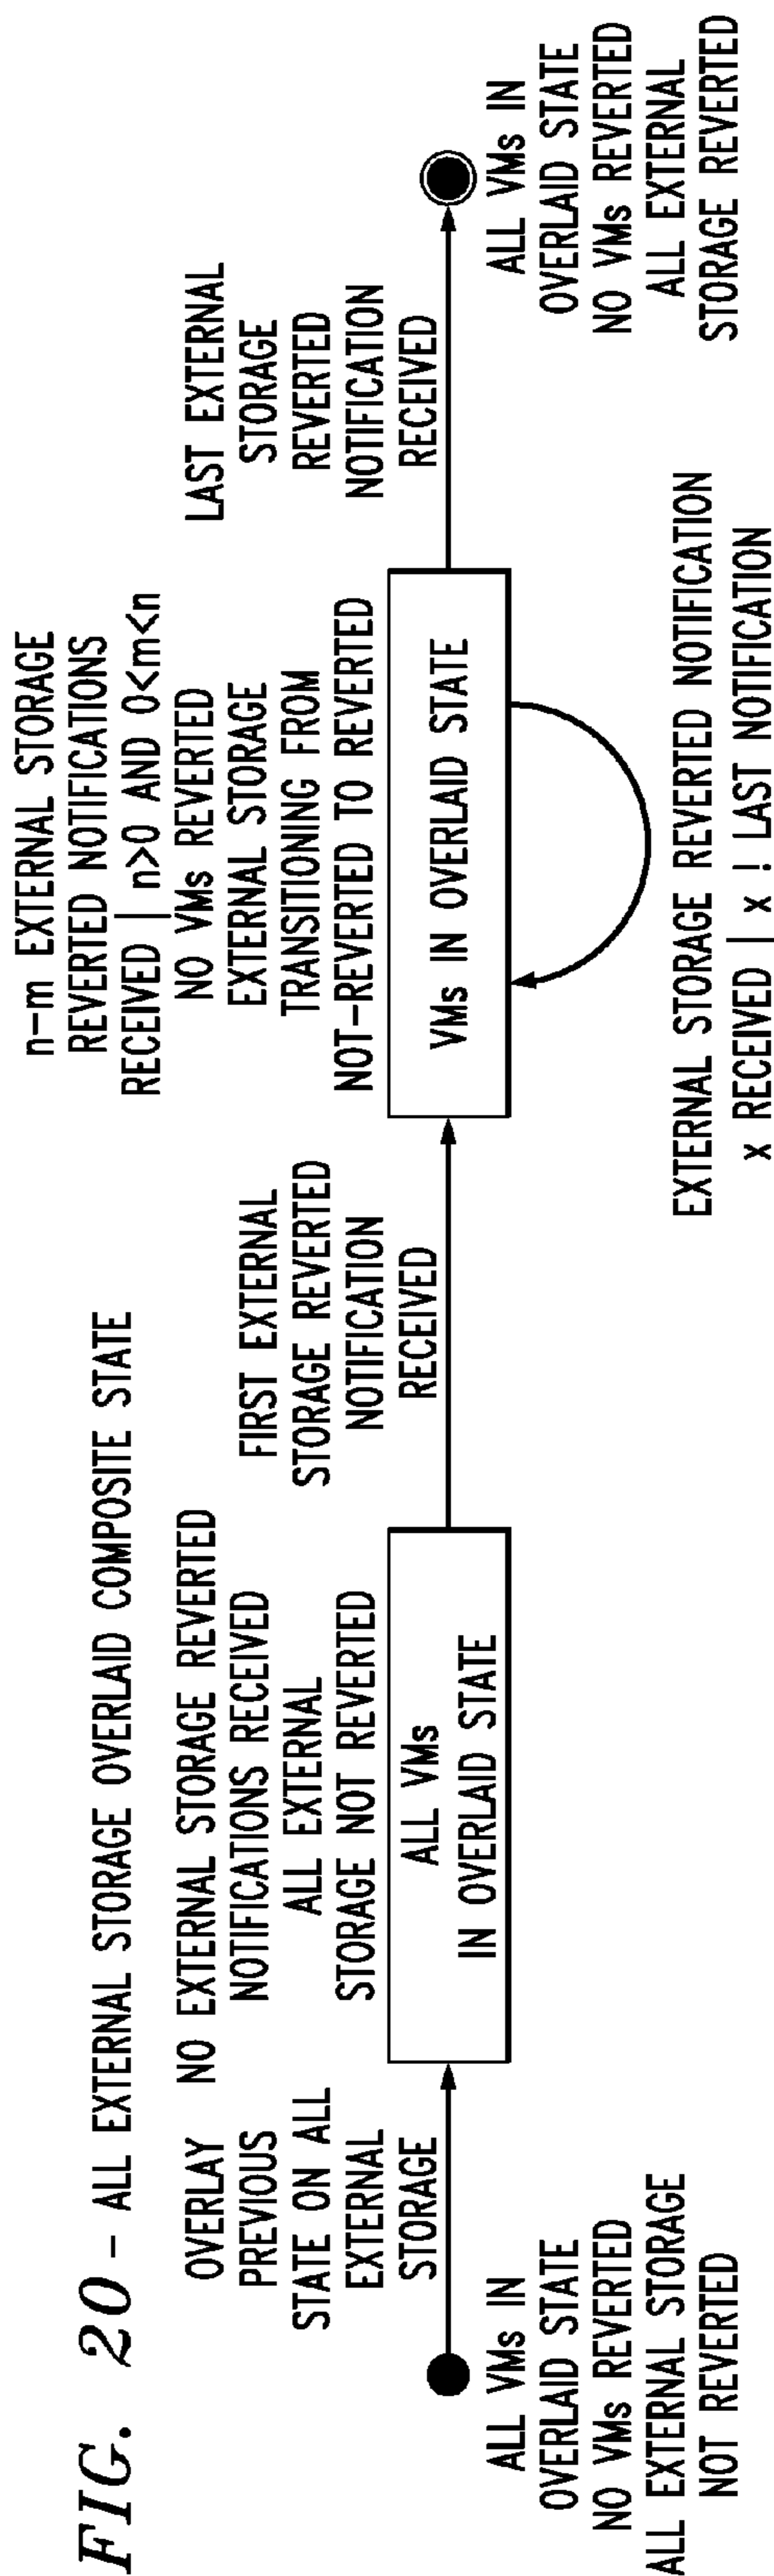 FIG. 20 - ALL EXTERNAL STORAGE OVERLAID COMPOSITE STATE
OVERLAY
PREVIOUS
STATE ON ALL
EXTERNAL
STORAGE
ALL VMs IN
OVERLAID STATE
NO VMs REVERTED
ALL EXTERNAL STORAGE
NOT REVERTED
NO EXTERNAL STORAGE REVERTED
NOTIFICATIONS RECEIVED
ALL EXTERNAL
STORAGE NOT REVERTED
ALL VMs
IN OVERLAID STATE
FIRST EXTERNAL
STORAGE REVERTED
NOTIFICATION
RECEIVED
n-m EXTERNAL STORAGE
REVERTED NOTIFICATIONS
RECEIVED | n>0 AND 0<m<n
NO VMs REVERTED
EXTERNAL STORAGE
TRANSITIONING FROM
NOT-REVERTED TO REVERTED
VMs IN OVERLAID STATE
EXTERNAL STORAGE REVERTED NOTIFICATION
x RECEIVED | x ! LAST NOTIFICATION
LAST EXTERNAL
STORAGE
REVERTED
NOTIFICATION
RECEIVED
ALL VMs IN
OVERLAID STATE
NO VMs REVERTED
ALL EXTERNAL
STORAGE REVERTED